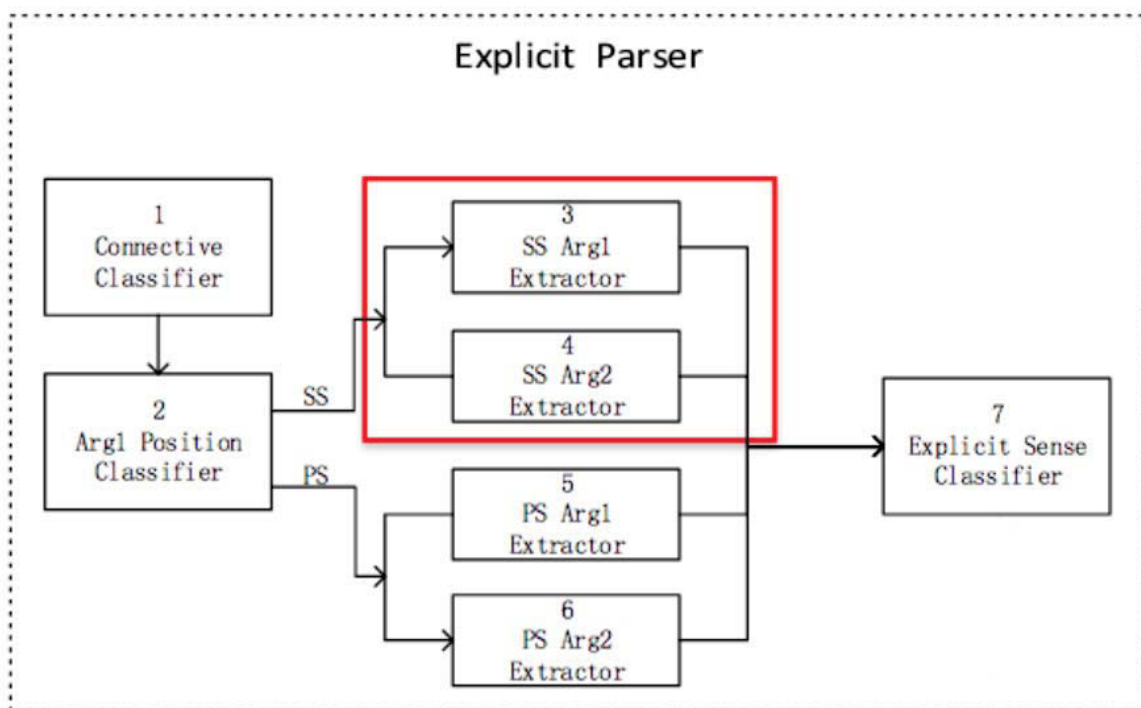 Explicit Parser
1
Connective
Classifier
2
Arg1 Position
Classifier
SS
PS
3
SS Arg1
Extractor
4
SS Arg2
Extractor
5
PS Arg1
Extractor
6
PS Arg2
Extractor
7
Explicit Sense
Classifier